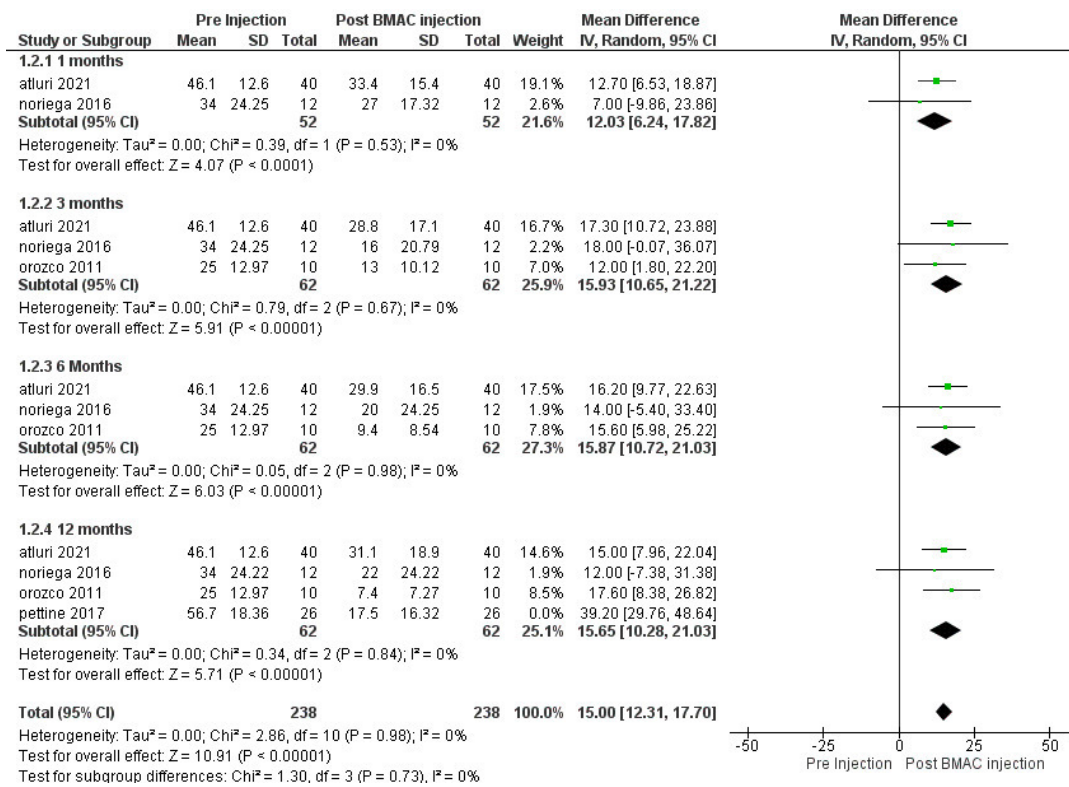 Pre Injection Post BMAC injection Mean Difference Mean Difference
Study or Subgroup Mean SD Total Mean SD Total Weight IV, Random, 95% CI IV, Random, 95% CI
1.2.1 1 months
atluri 2021 46.1 12.6 40 33.4 15.4 40 19.1% 12.70 [6.53, 18.87]
noriega 2016 34 24.25 12 27 17.32 12 2.6% 7.00 [-9.86, 23.86]
Subtotal (95% CI) 52 52 21.6% 12.03 [6.24, 17.82]
Heterogeneity: Tau² = 0.00; Chi² = 0.39, df = 1 (P = 0.53); I² = 0%
Test for overall effect: Z = 4.07 (P < 0.0001)
1.2.2 3 months
atluri 2021 46.1 12.6 40 28.8 17.1 40 16.7% 17.30 [10.72, 23.88]
noriega 2016 34 24.25 12 16 20.79 12 2.2% 18.00 [-0.07, 36.07]
orozco 2011 25 12.97 10 13 10.12 10 7.0% 12.00 [1.80, 22.20]
Subtotal (95% CI) 62 62 25.9% 15.93 [10.65, 21.22]
Heterogeneity: Tau² = 0.00; Chi² = 0.79, df = 2 (P = 0.67); I² = 0%
Test for overall effect: Z = 5.91 (P < 0.00001)
1.2.3 6 Months
atluri 2021 46.1 12.6 40 29.9 16.5 40 17.5% 16.20 [9.77, 22.63]
noriega 2016 34 24.25 12 20 24.25 12 1.9% 14.00 [-5.40, 33.40]
orozco 2011 25 12.97 10 9.4 8.54 10 7.8% 15.60 [5.98, 25.22]
Subtotal (95% CI) 62 62 27.3% 15.87 [10.72, 21.03]
Heterogeneity: Tau² = 0.00; Chi² = 0.05, df = 2 (P = 0.98); I² = 0%
Test for overall effect: Z = 6.03 (P < 0.00001)
1.2.4 12 months
atluri 2021 46.1 12.6 40 31.1 18.9 40 14.6% 15.00 [7.96, 22.04]
noriega 2016 34 24.22 12 22 24.22 12 1.9% 12.00 [-7.38, 31.38]
orozco 2011 25 12.97 10 7.4 7.27 10 8.5% 17.60 [8.38, 26.82]
pettine 2017 56.7 18.36 26 17.5 16.32 26 0.0% 39.20 [29.76, 48.64]
Subtotal (95% CI) 62 62 25.1% 15.65 [10.28, 21.03]
Heterogeneity: Tau² = 0.00; Chi² = 0.34, df = 2 (P = 0.84); I² = 0%
Test for overall effect: Z = 5.71 (P < 0.00001)
Total (95% CI) 238 238 100.0% 15.00 [12.31, 17.70]
Heterogeneity: Tau² = 0.00; Chi² = 2.86, df = 10 (P = 0.98); I² = 0%
Test for overall effect: Z = 10.91 (P < 0.00001)
Test for subgroup differences: Chi² = 1.30, df = 3 (P = 0.73), I² = 0%
-50 -25 0 25 50
Pre Injection Post BMAC injection